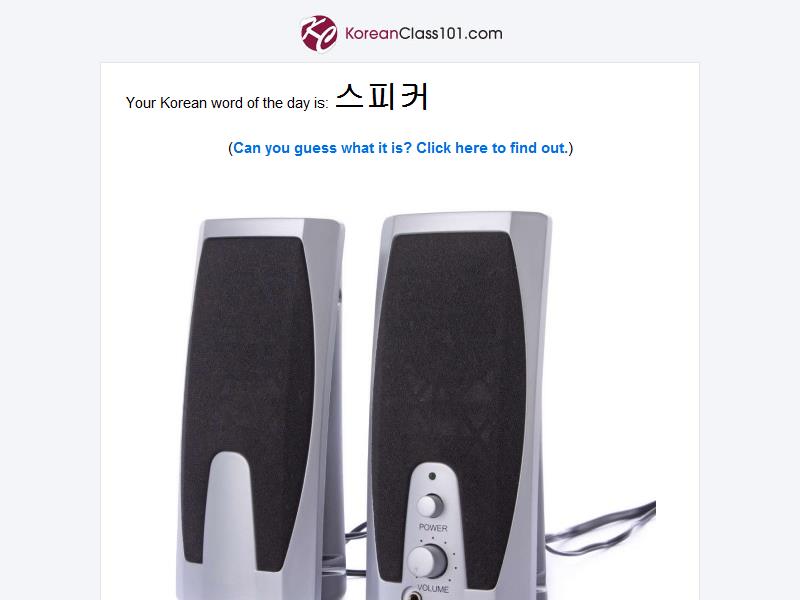 KoreanClass101.com
Your Korean word of the day is: 스피커
(Can you guess what it is? Click here to find out.)
POWER
VOLUME